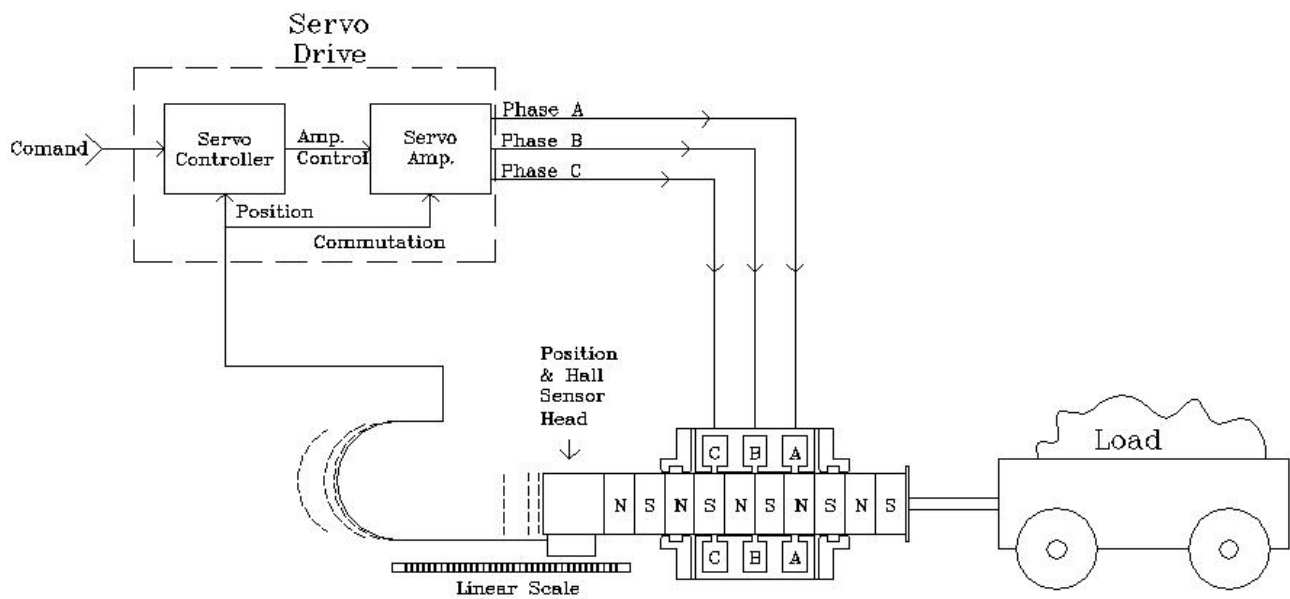 Servo
Drive
Phase A
Comand
Servo
Controller
Amp.
Control
Servo
Amp.
Phase B
Phase C
Position
Commutation
Position
& Hall
Sensor
Head
Load
C B A
N S N S N S N S N S
C B A
Linear Scale